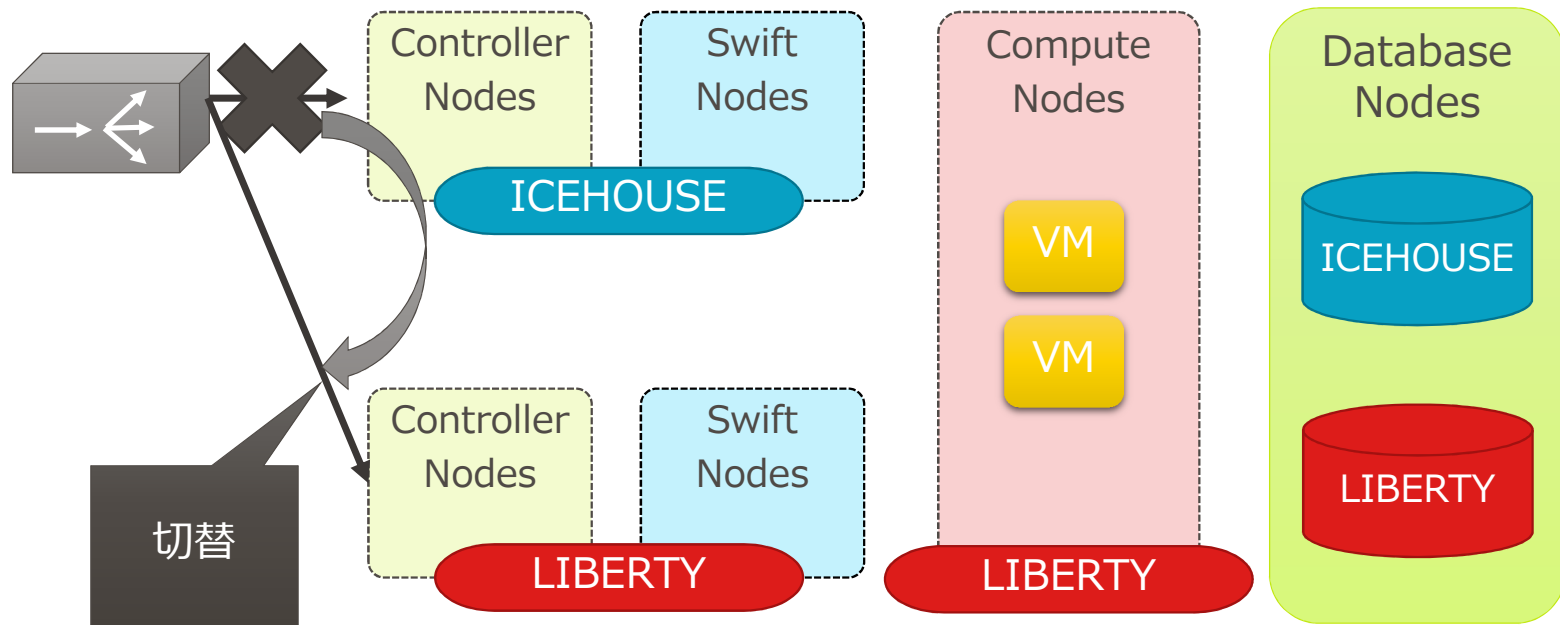 Controller
Nodes
Swift
Nodes
ICEHOUSE
Compute
Nodes
VM
VM
LIBERTY
Database
Nodes
ICEHOUSE
LIBERTY
切替
Controller
Nodes
Swift
Nodes
LIBERTY